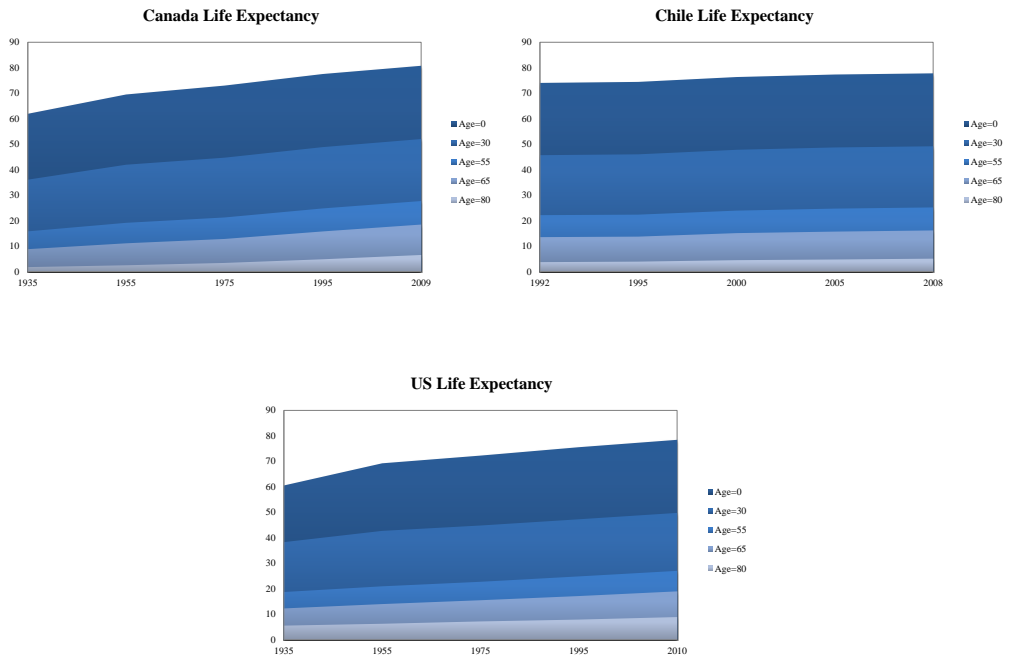 Canada Life Expectancy
90
80
70
60
50
40
30
20
10
0
1935 1955 1975 1995 2009
Age=0
Age=30
Age=55
Age=65
Age=80
Chile Life Expectancy
90
80
70
60
50
40
30
20
10
0
1992 1995 2000 2005 2008
Age=0
Age=30
Age=55
Age=65
Age=80
US Life Expectancy
90
80
70
60
50
40
30
20
10
0
1935 1955 1975 1995 2010
Age=0
Age=30
Age=55
Age=65
Age=80